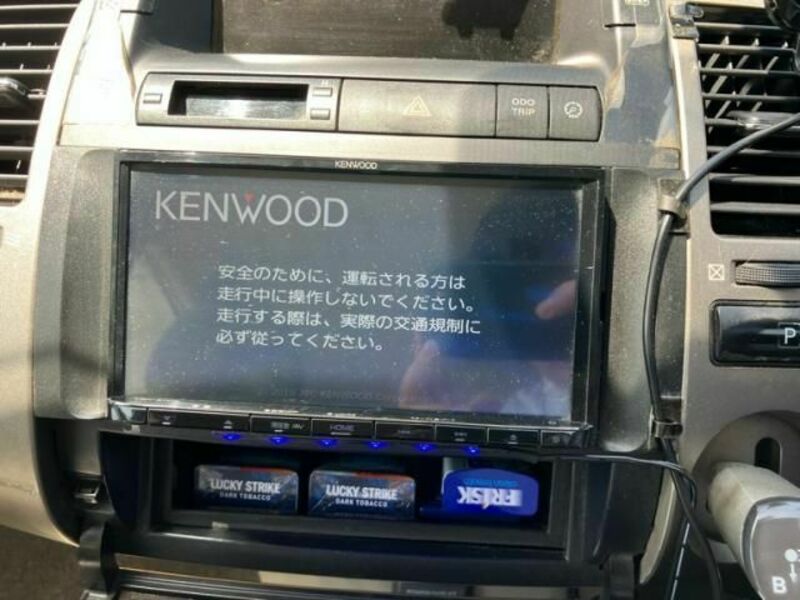 ODO
TRIP
KENWOOD
KENWOOD
安全のために、運転される方は
走行中に操作しないでください。
走行する際は、実際の交通規制に
必ず従ってください。
HOME
LUCKY STRIKE
DARK TOBACCO
LUCKY STRIKE
DARK TOBACCO
FRISK
P
B